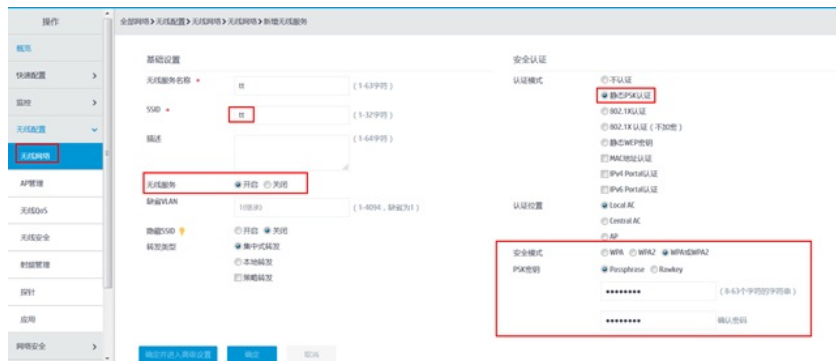 操作
全部网络>无线配置>无线网络>无线网络>新增无线服务
概览
快速配置
监控
无线配置
无线网络
AP管理
无线QoS
无线安全
射频管理
探针
应用
网络安全
基础设置
无线服务名称 * tt (1-63字符)
SSID * tt (1-32字符)
描述 (1-64字符)
无线服务 开启 关闭
缺省VLAN 1(缺省) (1-4094，缺省为1)
隐藏SSID 开启 关闭
转发类型 集中式转发
本地转发
策略转发
确定并进入高级设置 确定 取消
安全认证
认证模式 不认证
静态PSK认证
802.1X认证
802.1X认证(不加密)
静态WEP密钥
MAC地址认证
IPv4 Portal认证
IPv6 Portal认证
认证位置 Local AC
Central AC
AP
安全模式 WPA WPA2 WPA或WPA2
PSK密钥 Passphrase Rawkey
•••••••• (8-63个字符的字符串)
•••••••• 确认密码